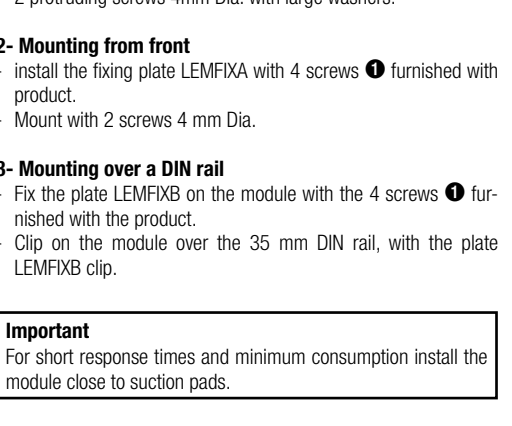 2 protruding screws 4mm Dia. with large washers.
2- Mounting from front
- install the fixing plate LEMFIXA with 4 screws ❶ furnished with
product.
- Mount with 2 screws 4 mm Dia.
3- Mounting over a DIN rail
- Fix the plate LEMFIXB on the module with the 4 screws ❶ fur-
nished with the product.
- Clip on the module over the 35 mm DIN rail, with the plate
LEMFIXB clip.
Important
For short response times and minimum consumption install the
module close to suction pads.